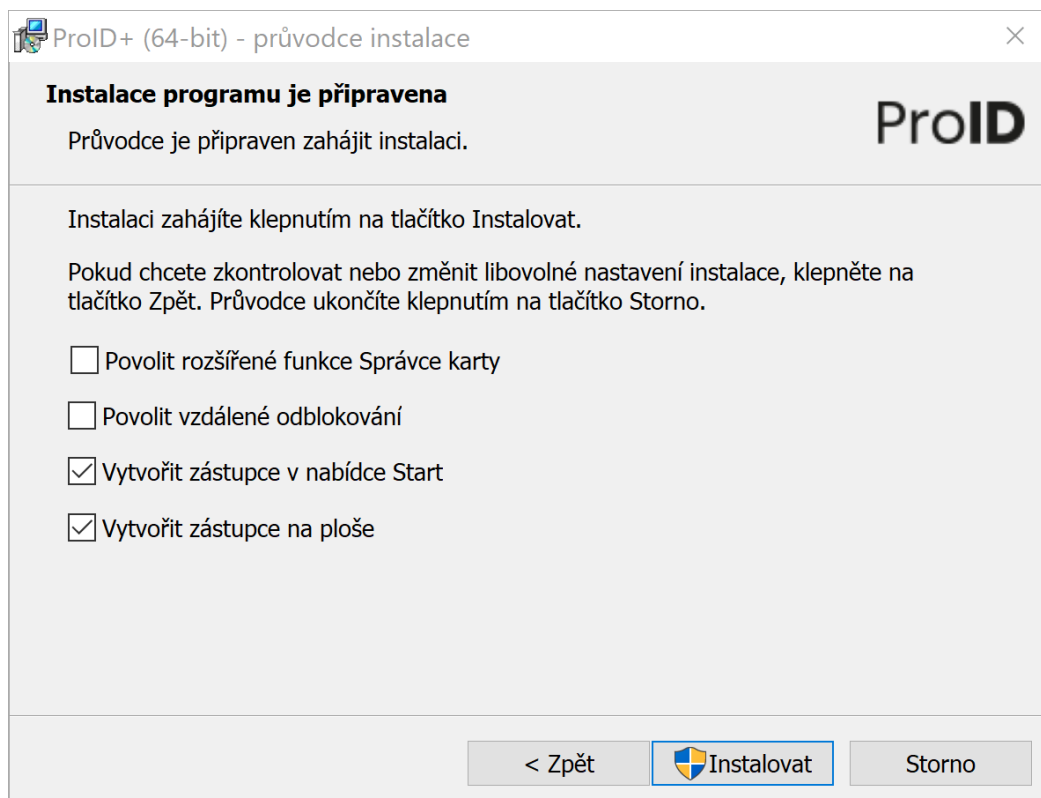 ProID+ (64-bit) - průvodce instalace
Instalace programu je připravena
Průvodce je připraven zahájit instalaci.
ProID
Instalaci zahájíte klepnutím na tlačítko Instalovat.
Pokud chcete zkontrolovat nebo změnit libovolné nastavení instalace, klepněte na
tlačítko Zpět. Průvodce ukončíte klepnutím na tlačítko Storno.
Povolit rozšířené funkce Správce karty
Povolit vzdálené odblokování
Vytvořit zástupce v nabídce Start
Vytvořit zástupce na ploše
< Zpět
Instalovat
Storno